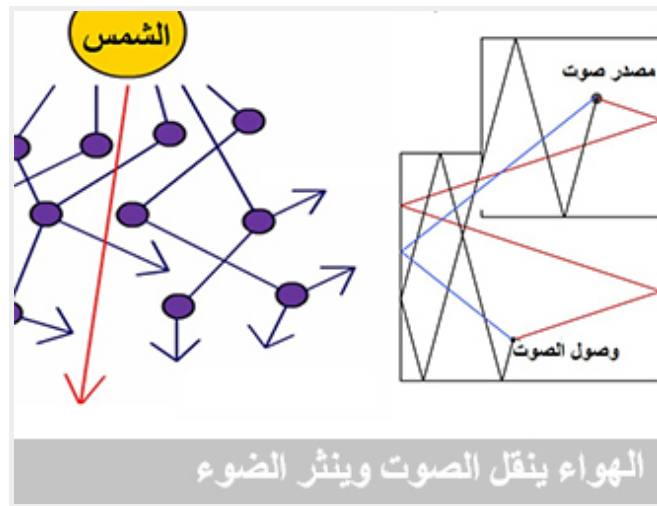 الشمس
مصدر صوت
وصول الصوت
الهواء ينقل الصوت وينثر الضوء